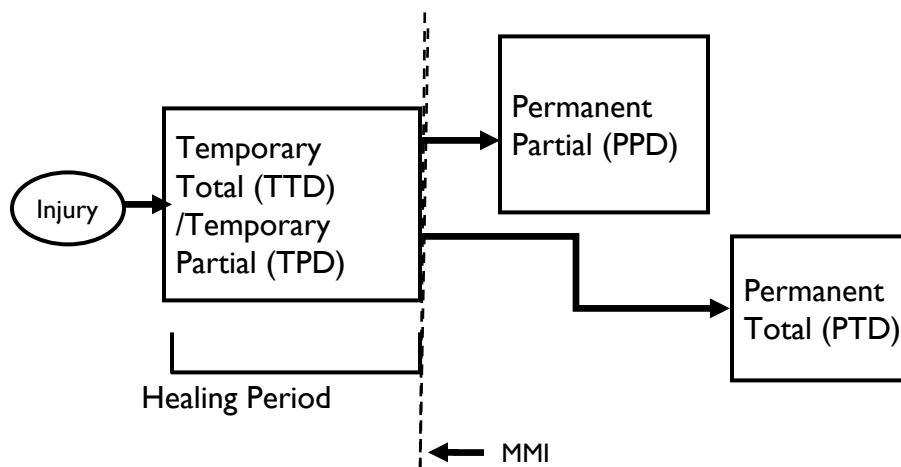 Injury
Temporary
Total (TTD)
/Temporary
Partial (TPD)
Permanent
Partial (PPD)
Permanent
Total (PTD)
Healing Period
MMI